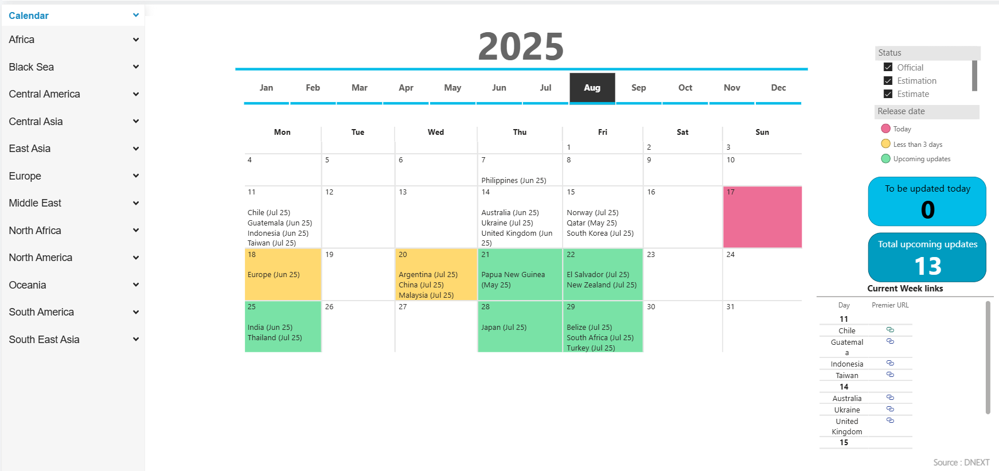 Calendar
Africa
Black Sea
Central America
Central Asia
East Asia
Europe
Middle East
North Africa
North America
Oceania
South America
South East Asia
2025
Jan Feb Mar Apr May Jun Jul Aug Sep Oct Nov Dec
Mon Tue Wed Thu Fri Sat Sun
1 2 3
4 5 6 7 8 9 10
Philippines (Jun 25)
11 12 13 14 15 16 17
Chile (Jul 25) Australia (Jun 25) Norway (Jul 25)
Guatemala (Jun 25) Ukraine (Jul 25) Qatar (May 25)
Indonesia (Jun 25) United Kingdom (Jun South Korea (Jul 25)
Taiwan (Jul 25) 25)
18 19 20 21 22 23 24
Europe (Jun 25) Argentina (Jul 25) Papua New Guinea El Salvador (Jul 25)
China (Jul 25) (May 25) New Zealand (Jul 25)
Malaysia (Jul 25)
25 26 27 28 29 30 31
India (Jun 25) Japan (Jul 25) Belize (Jul 25)
Thailand (Jul 25) South Africa (Jul 25)
Turkey (Jul 25)
Status
Official
Estimation
Estimate
Release date
Today
Less than 3 days
Upcoming updates
To be updated today
0
Total upcoming updates
13
Current Week links
Day Premier URL
11
Chile
Guatemal
a
Indonesia
Taiwan
14
Australia
Ukraine
United
Kingdom
15
Source : DNEXT